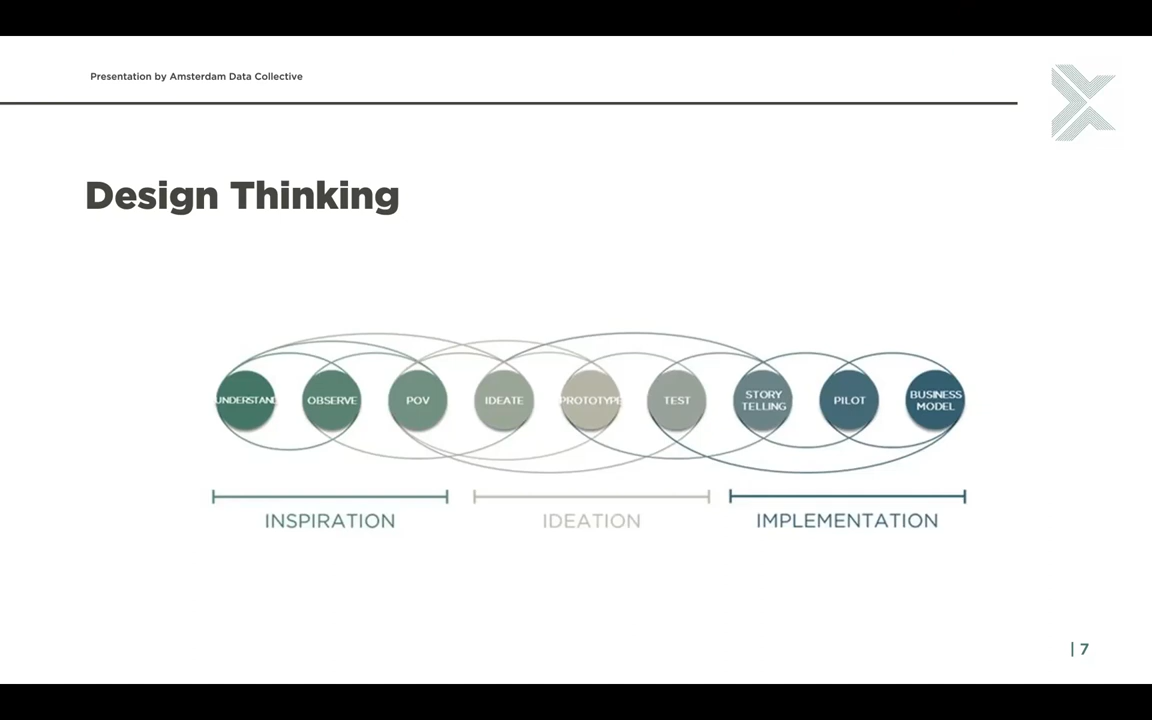 Presentation by Amsterdam Data Collective
Design Thinking
UNDERSTAND
OBSERVE
POV
IDEATE
PROTOTYPE
TEST
STORY
TELLING
PILOT
BUSINESS
MODEL
INSPIRATION
IDEATION
IMPLEMENTATION
| 7